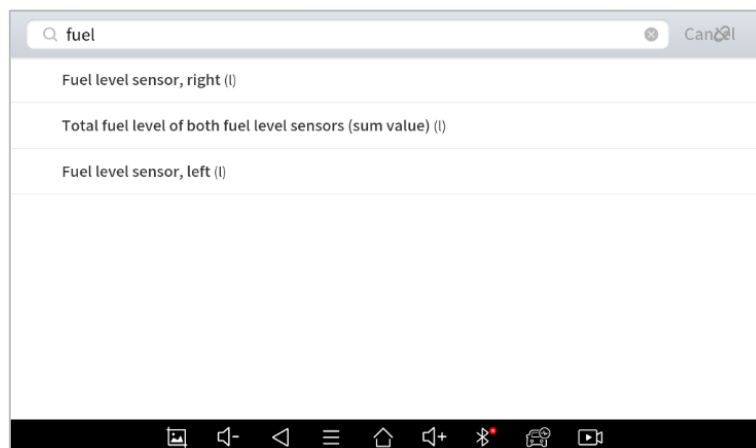 fuel
Cancel
Fuel level sensor, right (l)
Total fuel level of both fuel level sensors (sum value) (l)
Fuel level sensor, left (l)